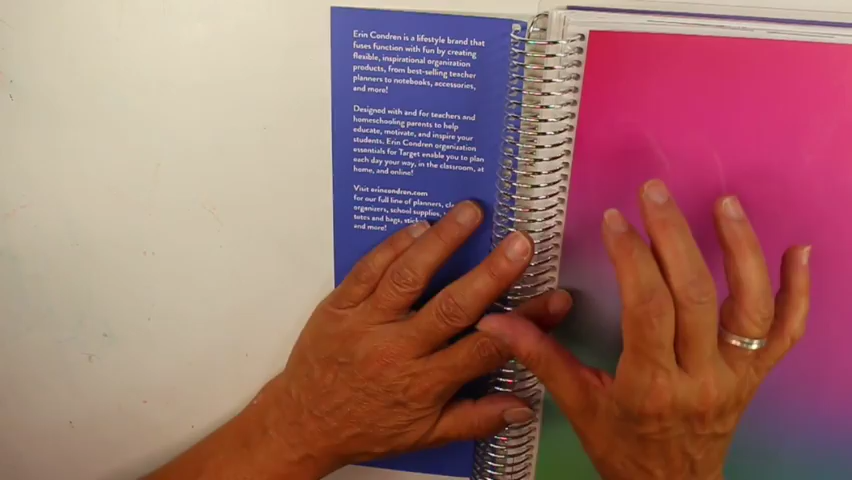 Erin Condren is a lifestyle brand that
fuses function with fun by creating
flexible, inspirational organization
products, from best-selling teacher
planners to notebooks, accessories,
and more!
Designed with and for teachers and
homeschooling parents to help
educate, motivate, and inspire your
students. Erin Condren organization
essentials for Target enable you to plan
each day your way, in the classroom, at
home, and online!
Visit erincondren.com
for our full line of planners,
organizers, school supplies,
totes and bags,
and more!